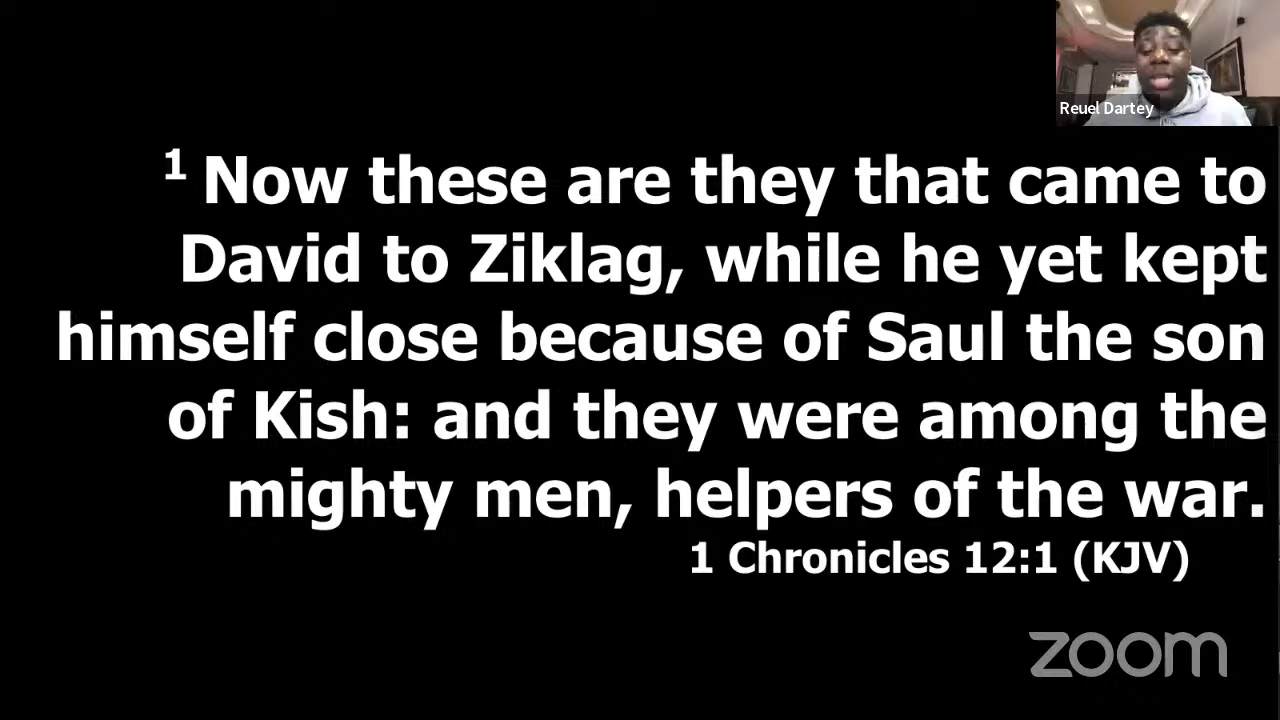 Reuel Dartey
1 Now these are they that came to
David to Ziklag, while he yet kept
himself close because of Saul the son
of Kish: and they were among the
mighty men, helpers of the war.
1 Chronicles 12:1 (KJV)
zoom